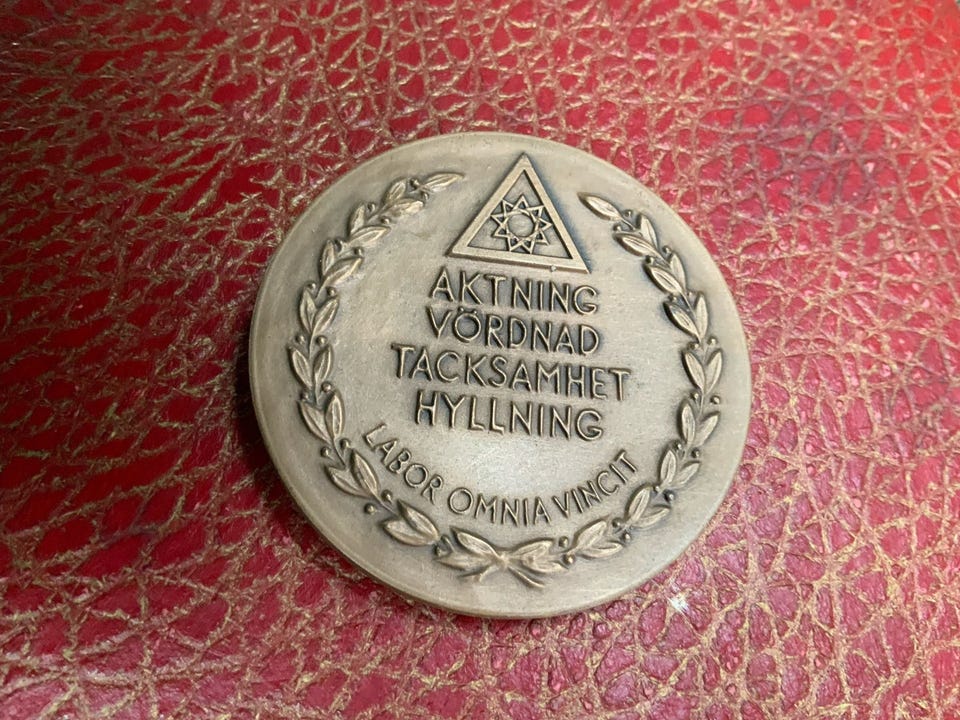 AKTNING
VÖRDNAD
TACKSAMHET
HYLLNING
LABOR OMNIA VINCIT